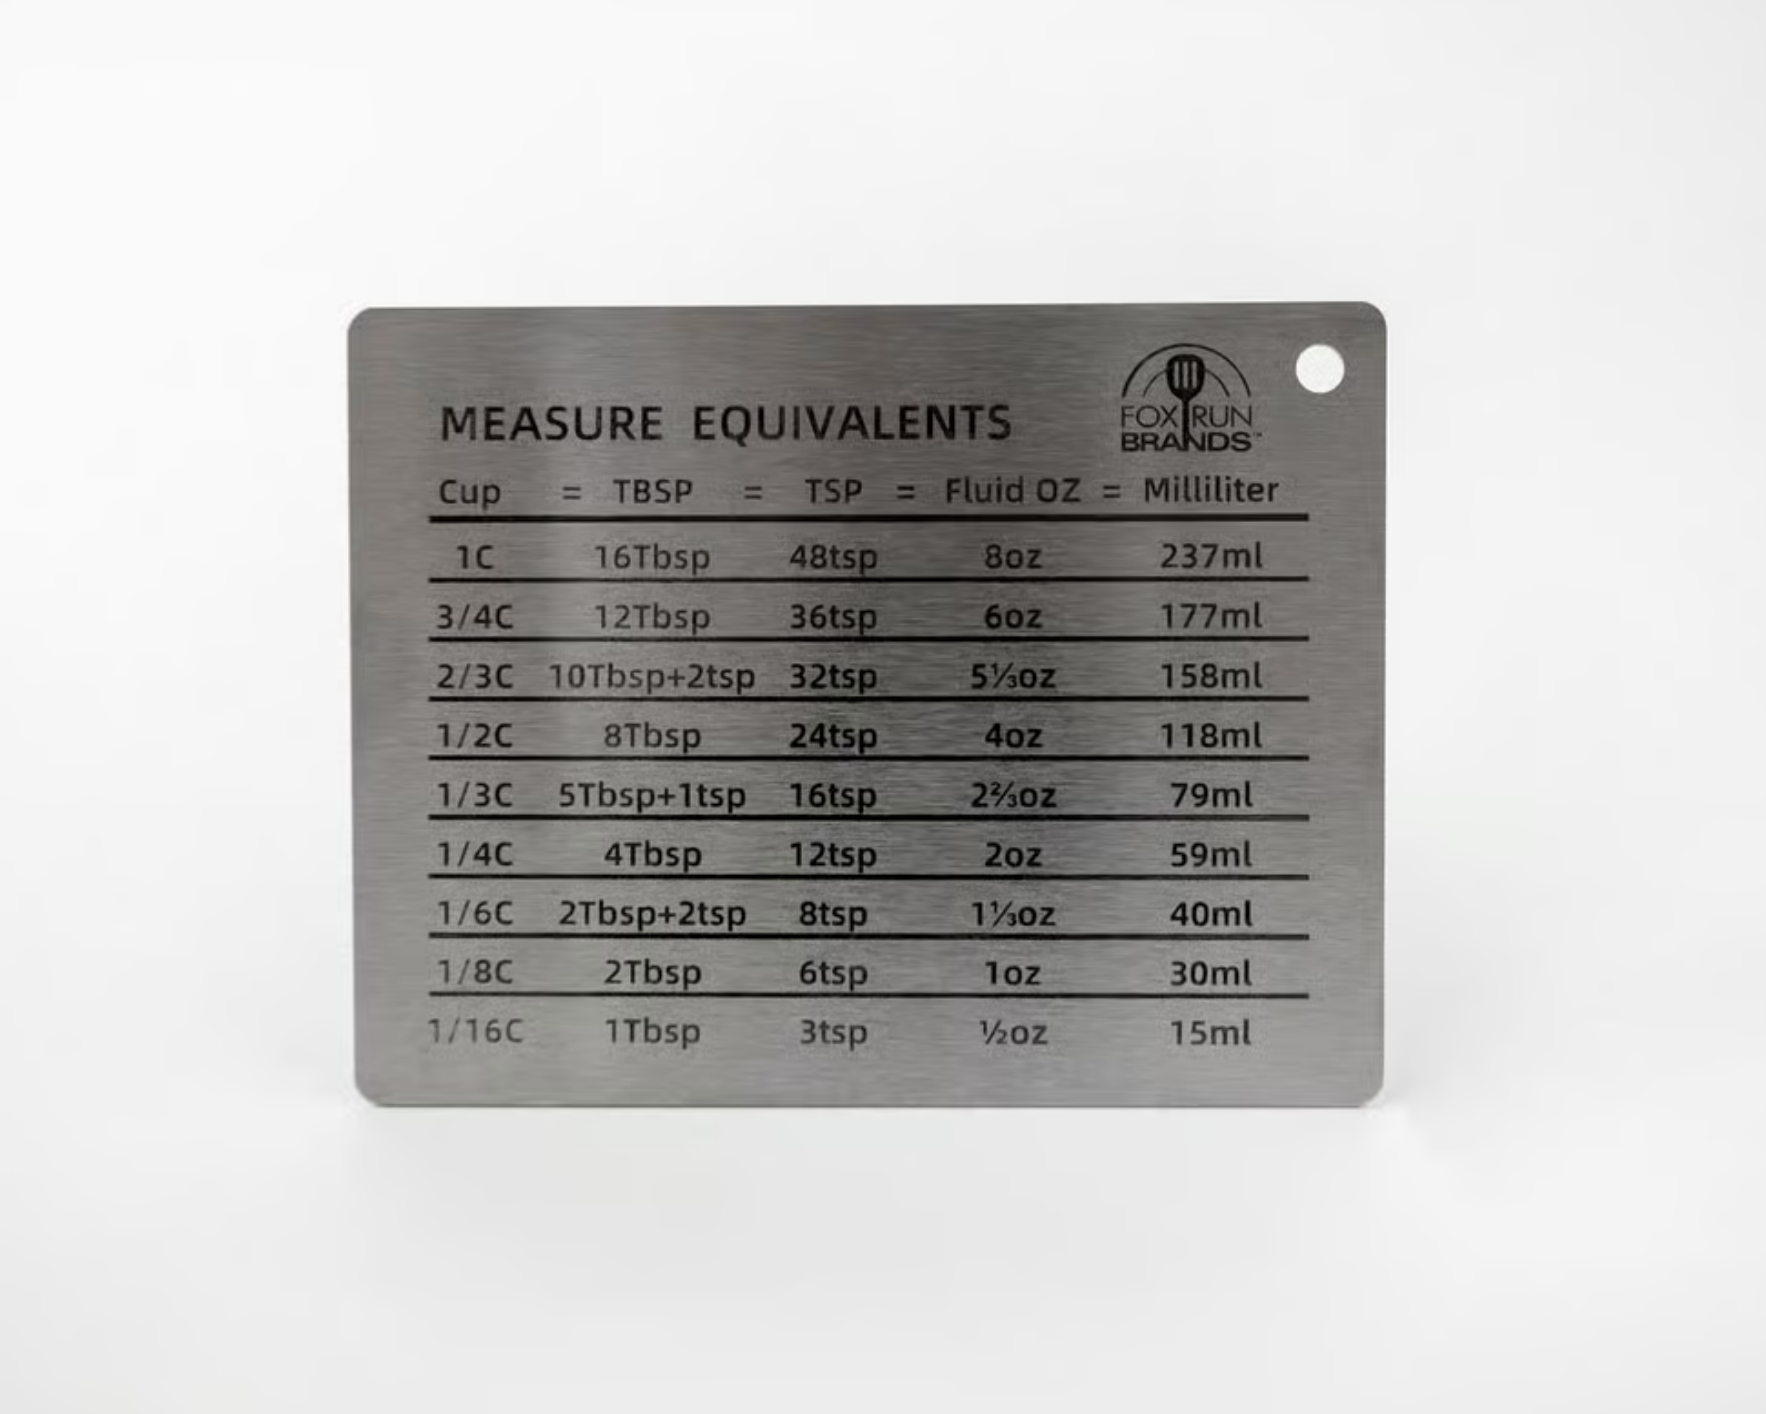 FOX RUN
BRANDS™
MEASURE EQUIVALENTS
Cup = TBSP = TSP = Fluid OZ = Milliliter
1C 16Tbsp 48tsp 8oz 237ml
3/4C 12Tbsp 36tsp 6oz 177ml
2/3C 10Tbsp+2tsp 32tsp 5⅓oz 158ml
1/2C 8Tbsp 24tsp 4oz 118ml
1/3C 5Tbsp+1tsp 16tsp 2⅔oz 79ml
1/4C 4Tbsp 12tsp 2oz 59ml
1/6C 2Tbsp+2tsp 8tsp 1⅓oz 40ml
1/8C 2Tbsp 6tsp 1oz 30ml
1/16C 1Tbsp 3tsp ½oz 15ml